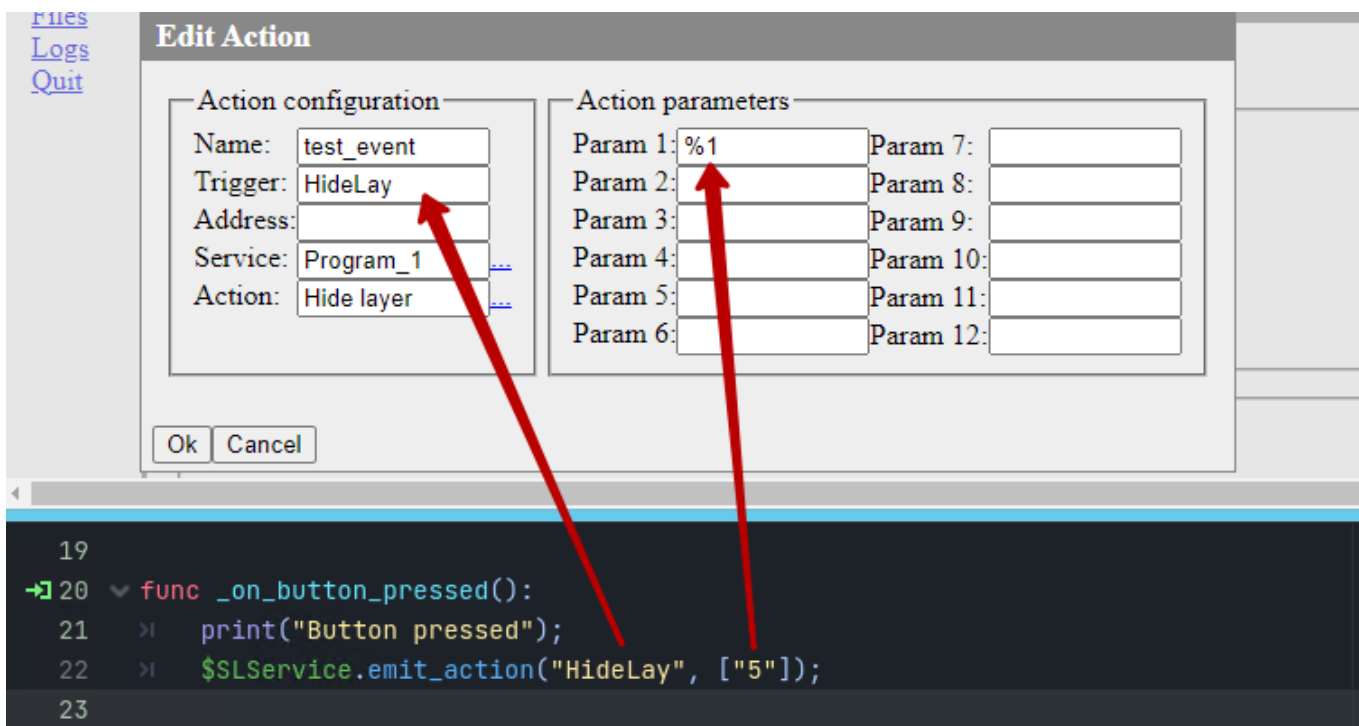 Files
Logs
Quit
Edit Action
Action configuration
Name: test_event
Trigger: HideLay
Address:
Service: Program_1 ...
Action: Hide layer ...
Action parameters
Param 1: %1 Param 7:
Param 2: Param 8:
Param 3: Param 9:
Param 4: Param 10:
Param 5: Param 11:
Param 6: Param 12:
Ok Cancel
19
20 func _on_button_pressed():
21 print("Button pressed");
22 $SLService.emit_action("HideLay", ["5"]);
23